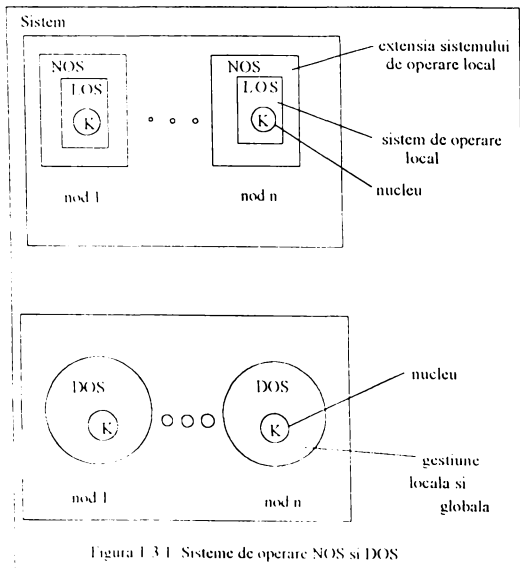 Sistem
NOS
LOS
K
nod 1
NOS
LOS
K
nod n
extensia sistemului
de operare local
sistem de operare
local
nucleu
DOS
K
nod 1
DOS
K
nod n
nucleu
gestiune
locala si
globala
Figura 1.3.1 Sisteme de operare NOS si DOS